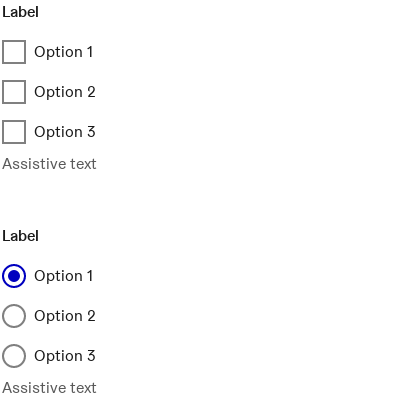 Label
Option 1
Option 2
Option 3
Assistive text
Label
Option 1
Option 2
Option 3
Assistive text